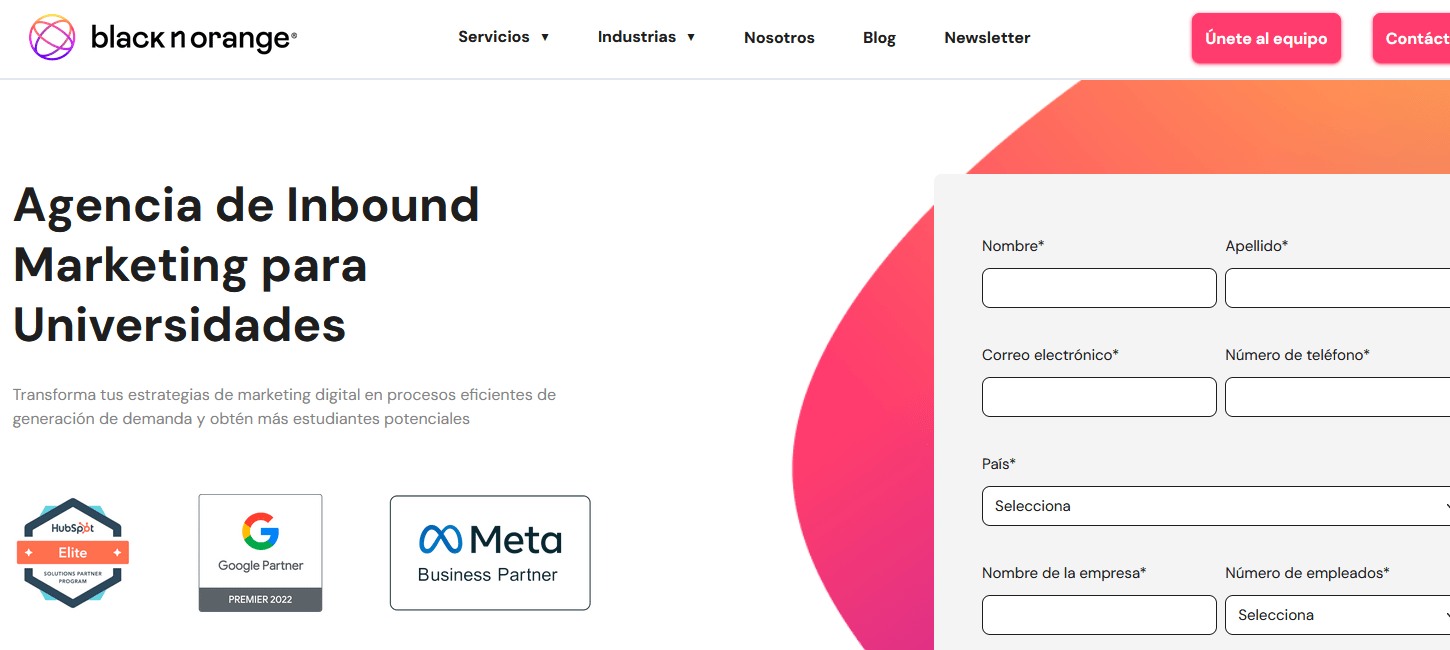 black n orange®
Servicios ▼ Industrias ▼ Nosotros Blog Newsletter
Únete al equipo
Contáct
Agencia de Inbound
Marketing para
Universidades
Transforma tus estrategias de marketing digital en procesos eficientes de
generación de demanda y obtén más estudiantes potenciales
HubSpot
Elite
SOLUTIONS PARTNER
PROGRAM
Google Partner
PREMIER 2022
Meta
Business Partner
Nombre* Apellido*
Correo electrónico* Número de teléfono*
País*
Selecciona
Nombre de la empresa* Número de empleados*
Selecciona